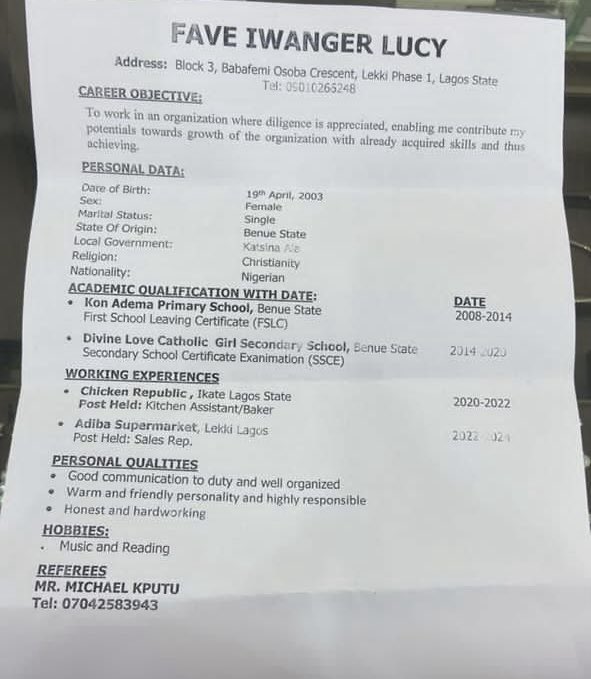 FAVE IWANGER LUCY
Address: Block 3, Babafemi Osoba Crescent, Lekki Phase 1, Lagos State
Tel:
CAREER OBJECTIVE:
To work in an organization where diligence is appreciated, enabling me contribute my
potentials towards growth of the organization with already acquired skills and thus
achieving.
PERSONAL DATA:
Date of Birth: 19th April, 2003
Sex: Female
Marital Status: Single
State Of Origin: Benue State
Local Government: Katsina
Religion: Christianity
Nationality: Nigerian
ACADEMIC QUALIFICATION WITH DATE: DATE
• Kon Adema Primary School, Benue State 2008-2014
First School Leaving Certificate (FSLC)
• Divine Love Catholic Girl Secondary School, Benue State 2014
Secondary School Certificate Exanimation (SSCE)
WORKING EXPERIENCES
• Chicken Republic, Ikate Lagos State 2020-2022
Post Held: Kitchen Assistant/Baker
• Adiba Supermarket, Lekki Lagos 2022
Post Held: Sales Rep.
PERSONAL QUALITIES
• Good communication to duty and well organized
• Warm and friendly personality and highly responsible
• Honest and hardworking
HOBBIES:
. Music and Reading
REFEREES
MR. MICHAEL KPUTU
Tel: 07042583943